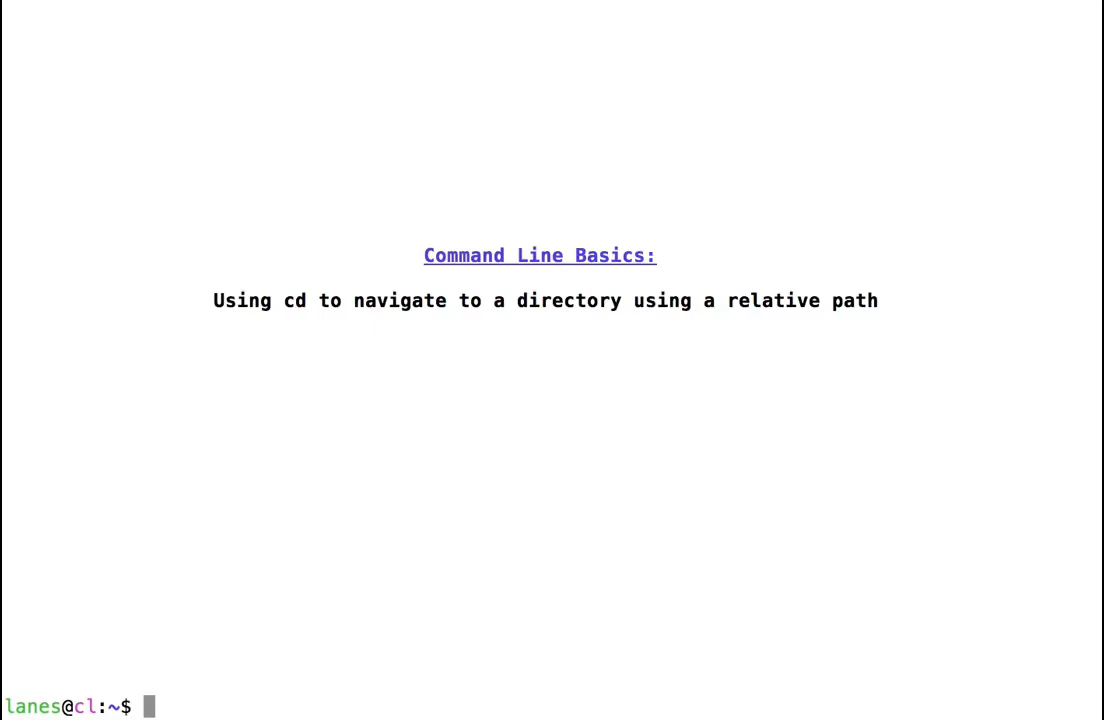 Command Line Basics:
Using cd to navigate to a directory using a relative path
lanes@cl:~$